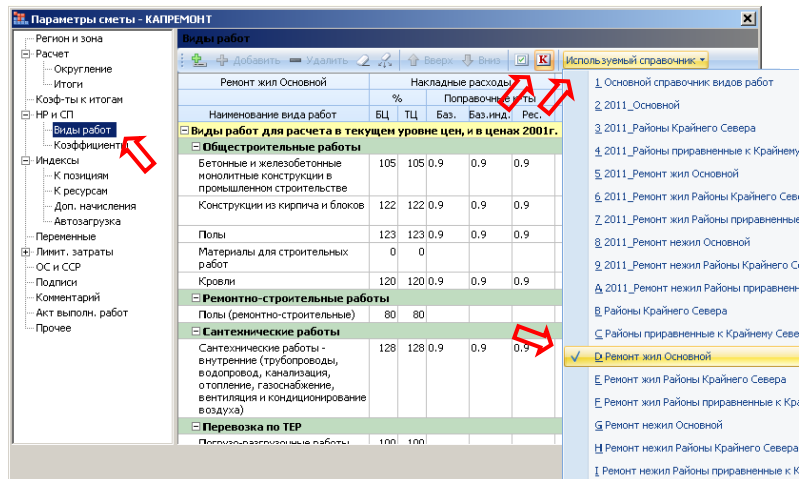 Параметры сметы - КАПРЕМОНТ
Регион и зона
Расчет
Округление
Итоги
Коэф-ты к итогам
НР и СП
Виды работ
Коэффициенты
Индексы
К позициям
К ресурсам
Доп. начисления
Автозагрузка
Переменные
Лимит. затраты
ОС и ССР
Подписи
Комментарий
Акт выполн. работ
Прочее
Виды работ
Добавить Удалить Вверх Вниз К Используемый справочник
Ремонт жил Основной Накладные расходы
% Поправочные
Наименование вида работ БЦ ТЦ Баз. Баз.инд. Рес.
Виды работ для расчета в текущем уровне цен, и в ценах 2001г.
Общестроительные работы
Бетонные и железобетонные 105 105 0.9 0.9 0.9
монолитные конструкции в
промышленном строительстве
Конструкции из кирпича и блоков 122 122 0.9 0.9 0.9
Полы 123 123 0.9 0.9 0.9
Материалы для строительных 0 0
работ
Кровли 120 120 0.9 0.9 0.9
Ремонтно-строительные работы
Полы (ремонтно-строительные) 80 80
Сантехнические работы
Сантехнические работы - 128 128 0.9 0.9 0.9
внутренние (трубопроводы,
водопровод, канализация,
отопление, газоснабжение,
вентиляция и кондиционирование
воздуха)
Перевозка по ТЕР
Погрузо-разгрузочные работы 100 100
1 Основной справочник видов работ
2 2011_Основной
3 2011_Районы Крайнего Севера
4 2011_Районы приравненные к Крайнему
5 2011_Ремонт жил Основной
6 2011_Ремонт жил Районы Крайнего Сев
7 2011_Ремонт жил Районы приравненные
8 2011_Ремонт нежил Основной
9 2011_Ремонт нежил Районы Крайнего С
A 2011_Ремонт нежил Районы приравненн
B Районы Крайнего Севера
C Районы приравненные к Крайнему Севе
D Ремонт жил Основной
E Ремонт жил Районы Крайнего Севера
F Ремонт жил Районы приравненные к Кра
G Ремонт нежил Основной
H Ремонт нежил Районы Крайнего Севера
I Ремонт нежил Районы приравненные к К